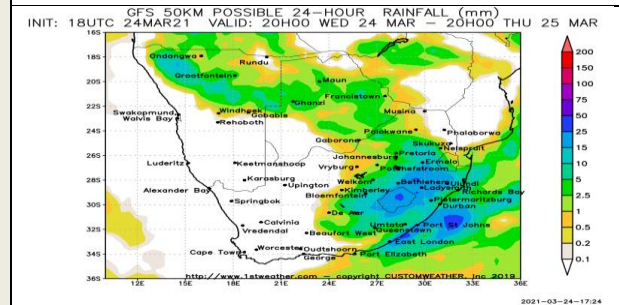 GFS 50KM POSSIBLE 24-HOUR RAINFALL (mm)
INIT: 18UTC 24MAR21 VALID: 20H00 WED 24 MAR – 20H00 THU 25 MAR
16S
Ondangwa
Rundu
200
18S
150
Grootfontein
Maun
100
20S
Francistown
75
Ghanzi
22S
Windhoek
Gobabis
Musina
50
Swakopmund
Walvis Bay
Rehoboth
25
24S
Polokwane
Phalaborwa
Gaborone
Skukuza
15
Johannesburg
Pretoria
Nelspruit
26S
Luderitz
Keetmanshoop
Vryburg
Potchefstroom
Ermelo
10
Karasburg
Welkom
Bethlehem
Ulundi
5
28S
Alexander Bay
Upington
Kimberley
Ladysmith
Richards Bay
Springbok
Bloemfontein
Pietermaritzburg
2.5
30S
De Aar
Durban
1
Calvinia
Umtata
Port St Johns
0.5
32S
Vredendal
Beaufort West
Queenstown
East London
0.2
Cape Town
Worcester
Oudtshoorn
Port Elizabeth
0.1
34S
George
http://www.1stweather.com – copyright CUSTOMWEATHER, inc 2019
36S
12E 15E 18E 21E 24E 27E 30E 33E 36E
2021-03-24-17:24